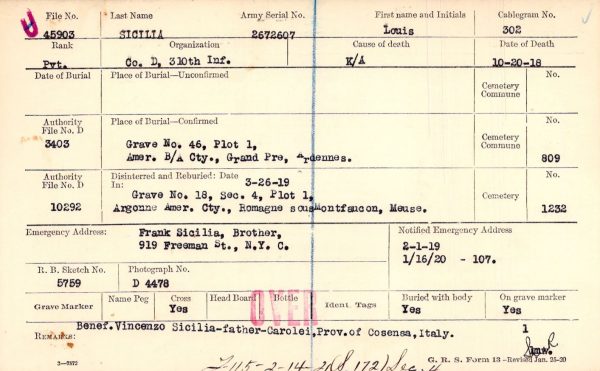 File No. Last Name Army Serial No. First name and Initials Cablegram No.
45903 SICILIA 2672607 Louis 302
Rank Organization Cause of death Date of Death
Pvt. Co. D, 310th Inf. K/A 10-20-18
Date of Burial Place of Burial—Unconfirmed Cemetery Commune No.
Authority File No. D Place of Burial—Confirmed Cemetery Commune No.
3403 Grave No. 46, Plot 1,
Amer. B/A Cty., Grand Pre, Ardennes. 809
Authority File No. D Disinterred and Reburied: Date 3-26-19 No.
In:
10292 Grave No. 18, Sec. 4, Plot 1, Cemetery 1232
Argonne Amer. Cty., Romagne sousMontfaucon, Meuse.
Emergency Address: Frank Sicilia, Brother, Notified Emergency Address
919 Freeman St., N.Y. C. 2-1-19
1/16/20 - 107.
R. B. Sketch No. Photograph No.
5759 D 4478
Grave Marker Name Peg Cross Head Board Bottle Ident Tags Buried with body On grave marker
Yes Yes Yes
OVER
Remarks: Benef.Vincenzo Sicilia-father-Carolei,Prov.of Cosensa,Italy. 1
3—7372 G. R. S. Form 13—Revised Jan. 25-20